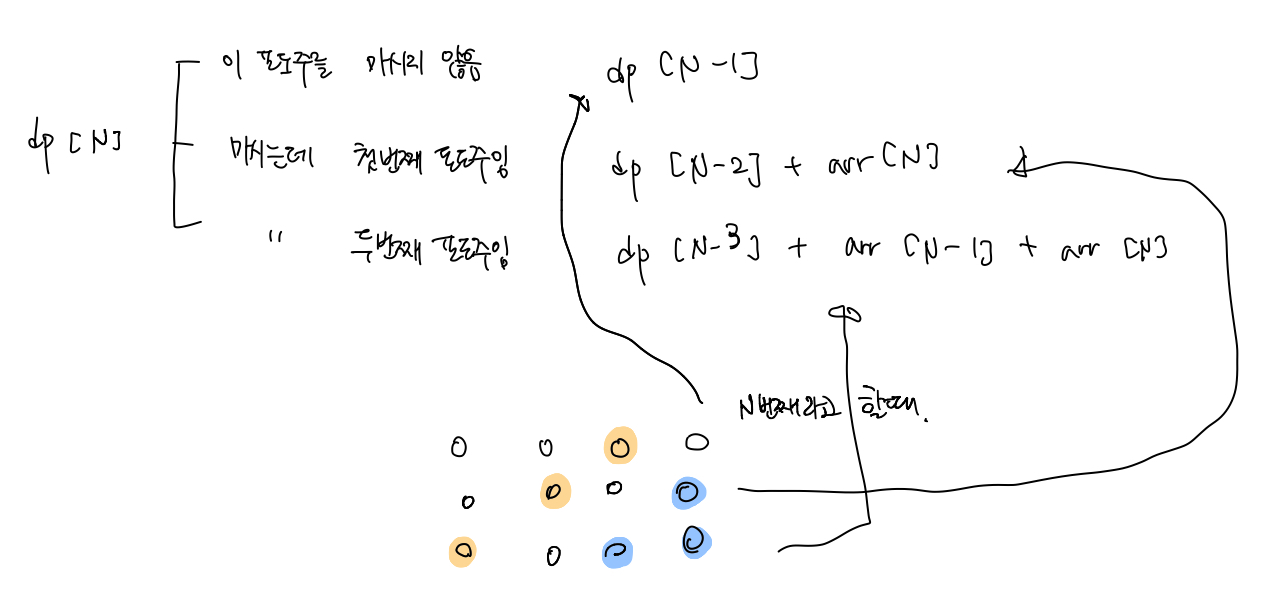 이 포도주를 마시지 않음 dp [N-1]
dp [N] 마시는데 첫번째 포도주임 dp [N-2] + arr [N]
" 두번째 포도주임 dp [N-3] + arr [N-1] + arr [N]
N번째라고 할때.